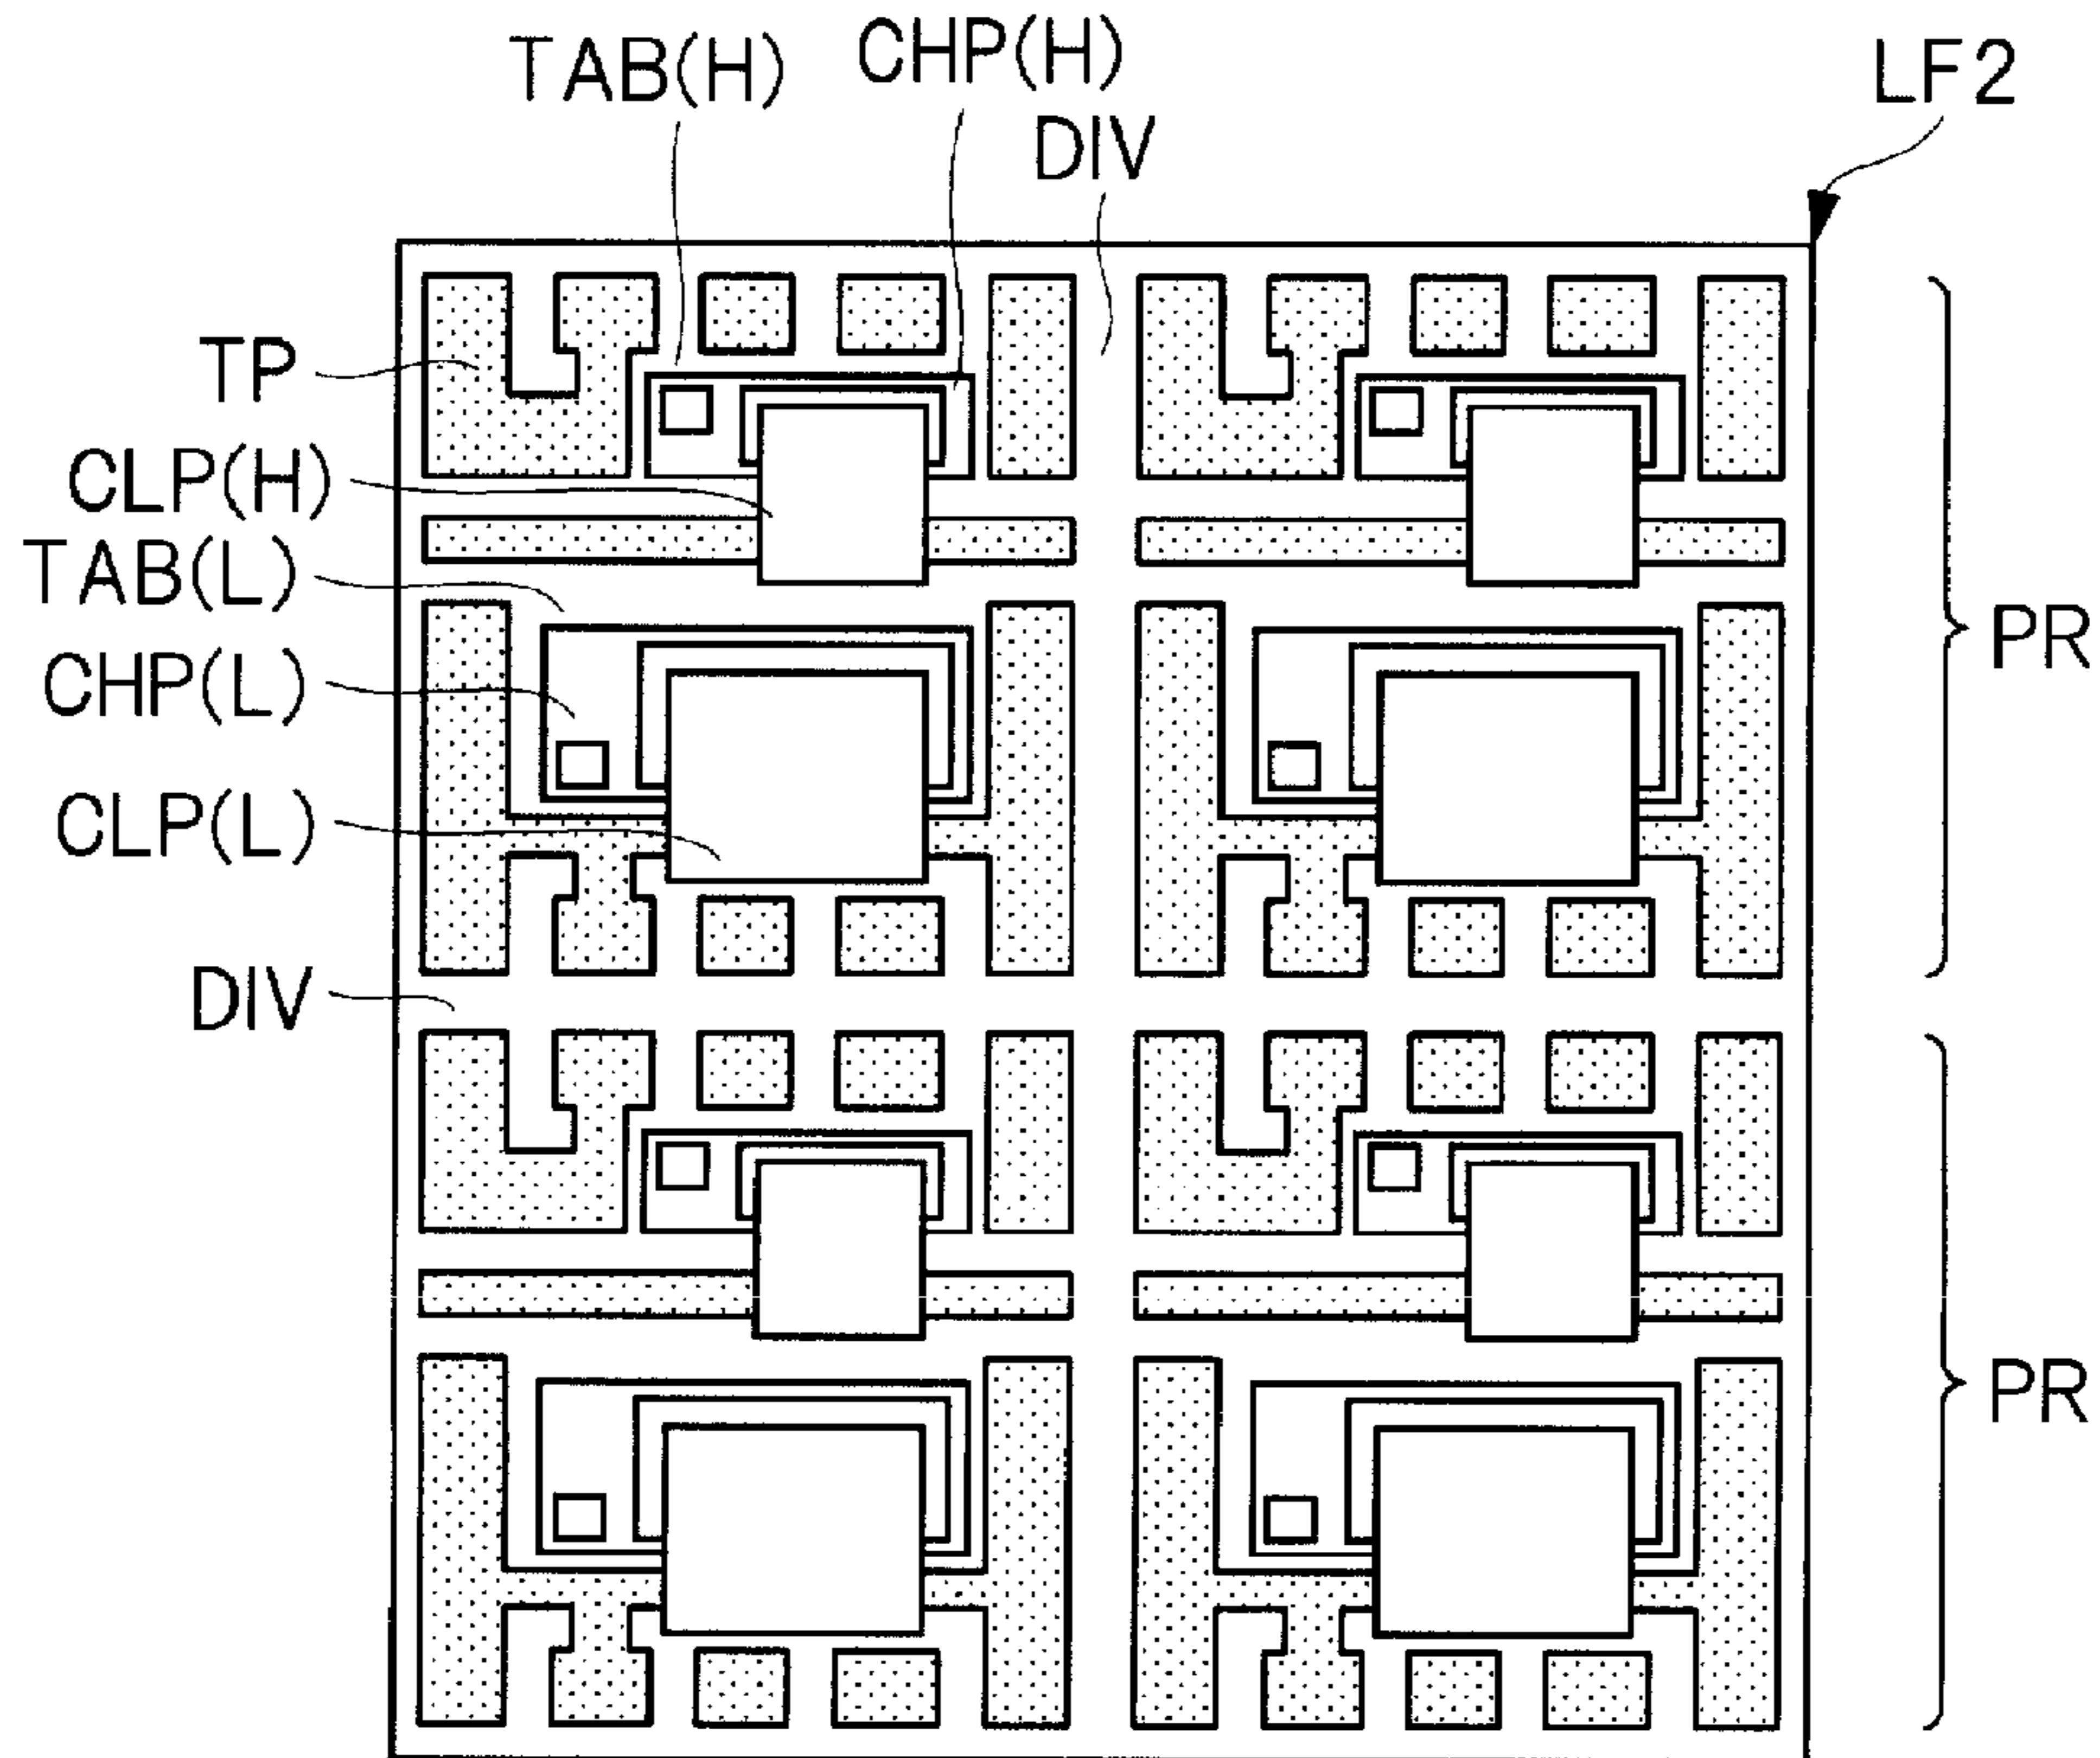 TAB(H)
CHP(H)
DIV
LF2
TP
CLP(H)
TAB(L)
CHP(L)
CLP(L)
DIV
PR
PR